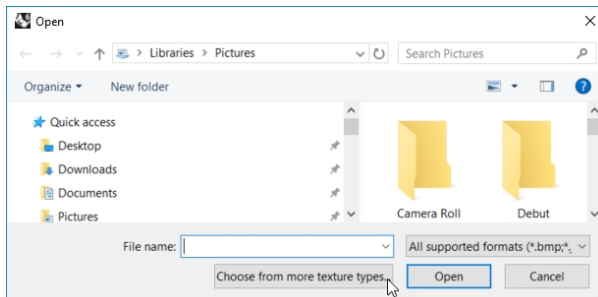 Open
Libraries > Pictures
Search Pictures
Organize
New folder
Quick access
Desktop
Downloads
Documents
Pictures
Camera Roll
Debut
File name:
All supported formats (*.bmp;*.
Choose from more texture types...
Open
Cancel